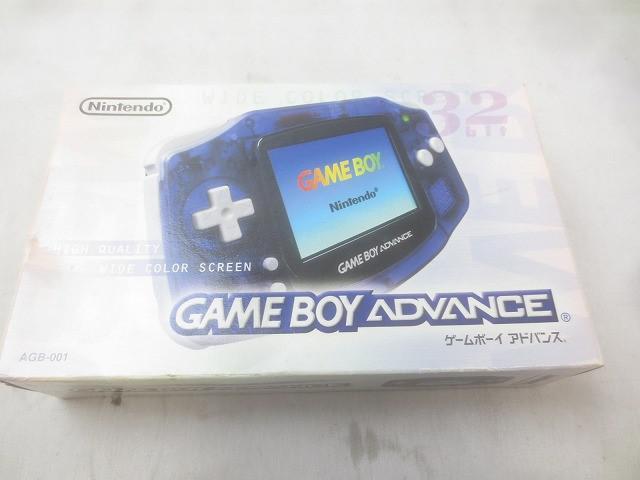 Nintendo
WIDE COLOR SCREEN
32
bit
GAME BOY
Nintendo®
GAME BOY ADVANCE
HIGH QUALITY
WIDE COLOR SCREEN
GAME BOY ADVANCE®
ゲームボーイ アドバンス®
AGB-001